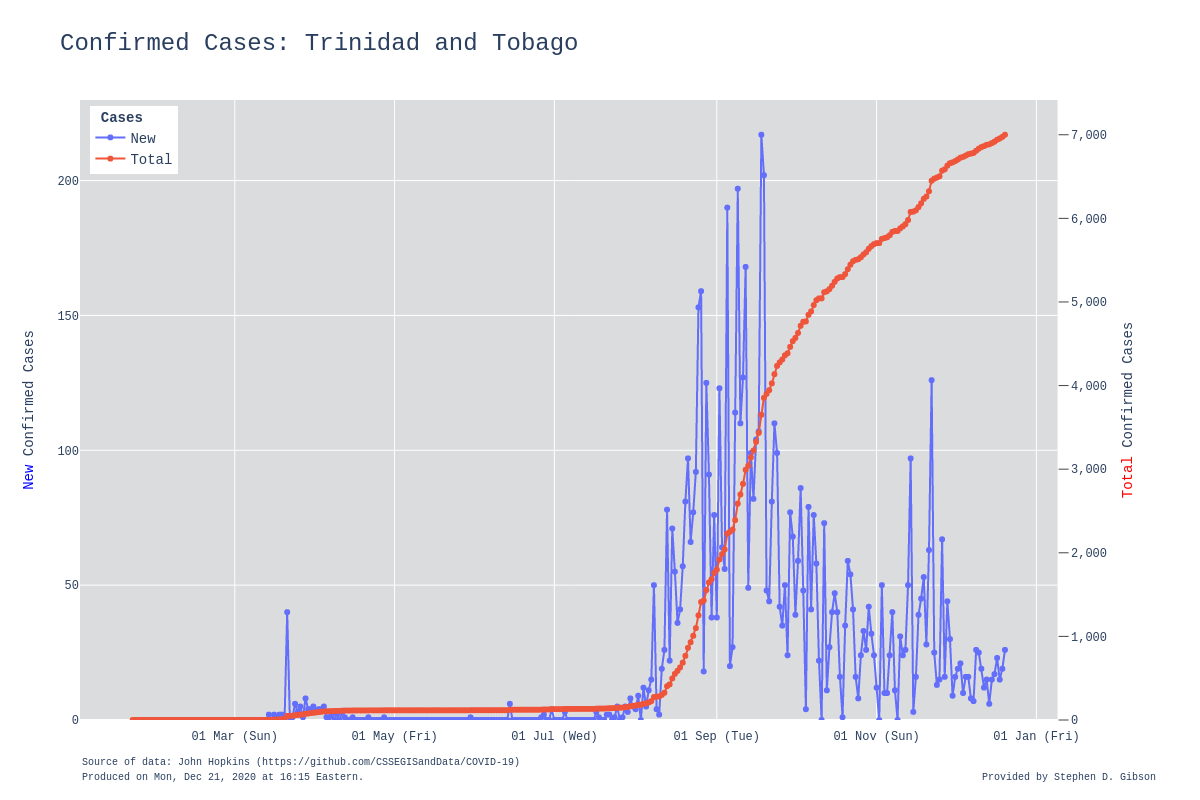 Confirmed Cases: Trinidad and Tobago
Cases
New
Total
200
150
100
50
0
New Confirmed Cases
7,000
6,000
5,000
4,000
3,000
2,000
1,000
0
Total Confirmed Cases
01 Mar (Sun) 01 May (Fri) 01 Jul (Wed) 01 Sep (Tue) 01 Nov (Sun) 01 Jan (Fri)
Source of data: John Hopkins (https://github.com/CSSEGISandData/COVID-19)
Produced on Mon, Dec 21, 2020 at 16:15 Eastern.
Provided by Stephen D. Gibson